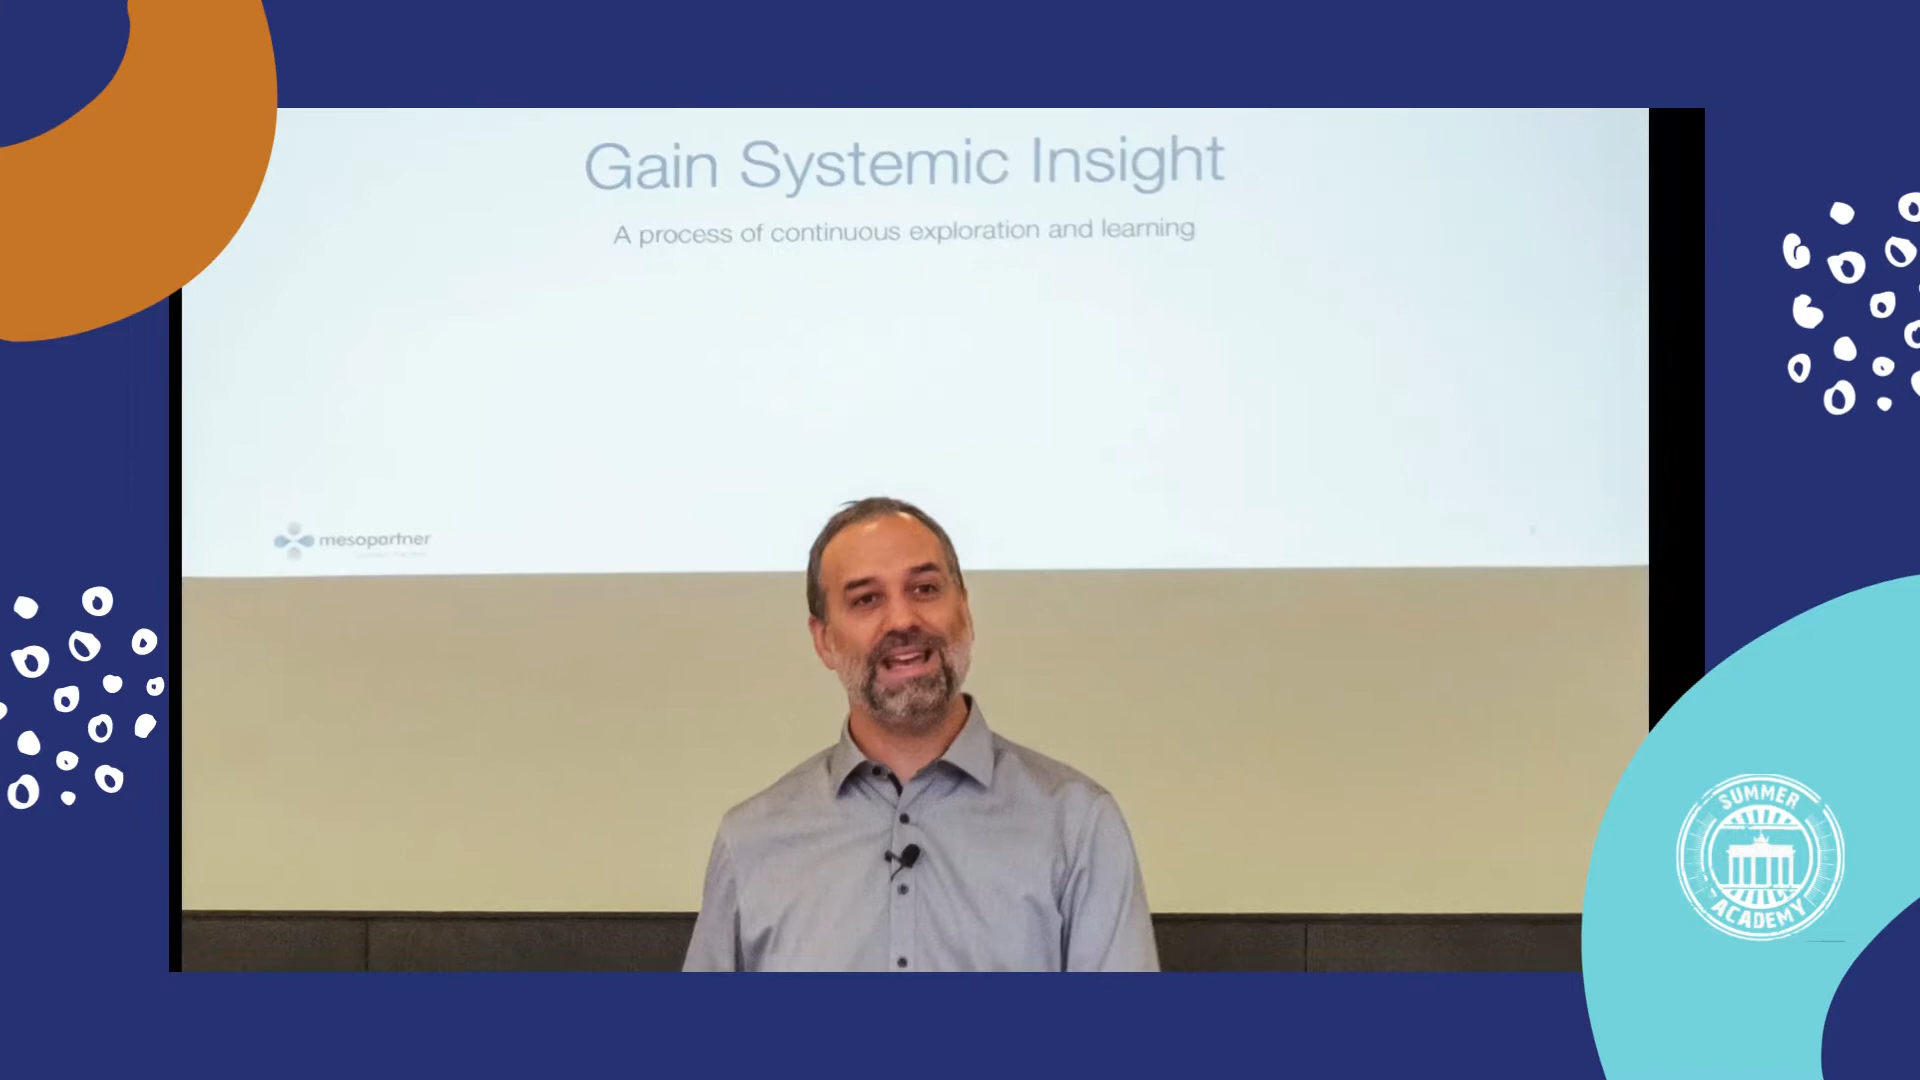 Gain Systemic Insight
A process of continuous exploration and learning
mesopartner
SUMMER
ACADEMY